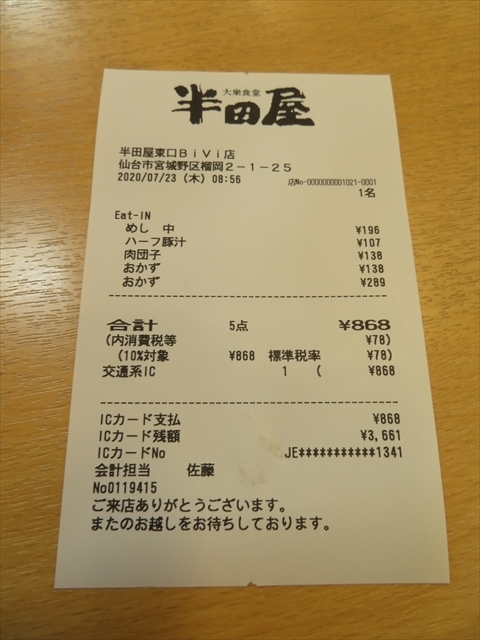 大衆食堂
半田屋
半田屋東口BiVi店
仙台市宮城野区榴岡2-1-25
2020/07/23 (木) 08:56 店No-0000000001021-0001
1名
Eat-IN
めし 中 ¥196
ハーフ豚汁 ¥107
肉団子 ¥138
おかず ¥138
おかず ¥289
合計 5点 ¥868
(内消費税等 ¥78)
(10%対象 ¥868 標準税率 ¥78)
交通系IC 1 ( ¥868
ICカード支払 ¥868
ICカード残額 ¥3,661
ICカードNo JE***********1341
会計担当 佐藤
No0119415
ご来店ありがとうございます。
またのお越しをお待ちしております。